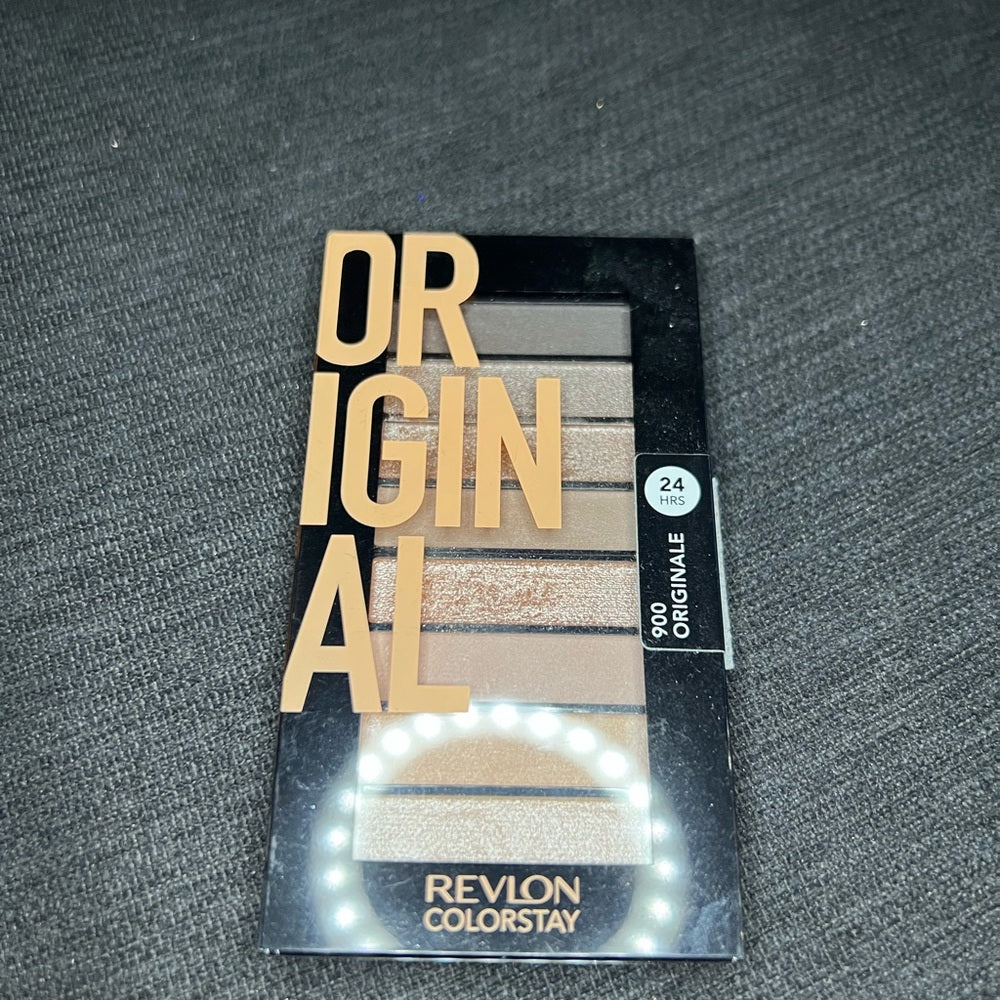 OR
IGIN
AL
24
HRS
900
ORIGINALE
REVLON
COLORSTAY